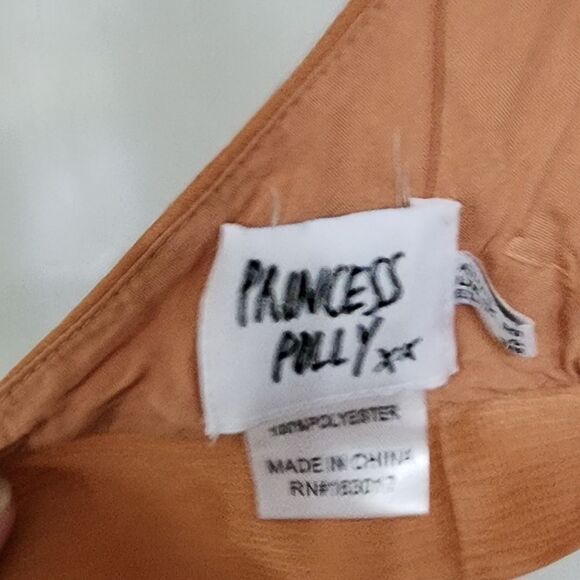 PRINCESS
POLLY xx
100% POLYESTER
MADE IN CHINA